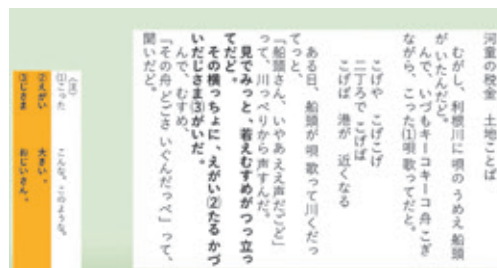 河童の税金　土地ことば
むがし、利根川に唄のうめえ船頭
が いたんだど。
んで、いづもキーコキーコ舟こぎ
ながら、こった⑴唄 歌ってだど。
こげや　こげこげ
二丁ろで こげば
こげば　港が　近くなる
ある日、船頭が 唄 歌って川くだっ
てっと、
「船頭さん、いやあ ええ声だごど」
って、川っぺりから声すんだ。
見でみっと、若えむすめがつっ立っ
てだど。
その横っちょに、えがい②たる かづ
いだじさま③がいだ。
んで、むすめ、
「その舟 どごさ いぐんだっぺ」って、
聞いだど。
〈注〉
⑴こった　こんな。このような。
②えがい　大きい。
③じさま　おじいさん。